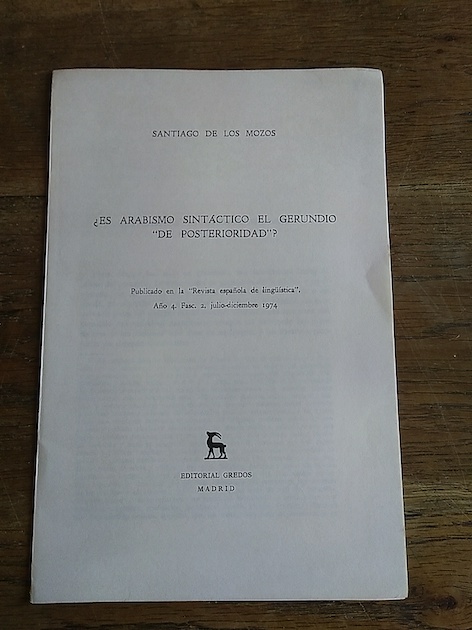 SANTIAGO DE LOS MOZOS
¿ES ARABISMO SINTÁCTICO EL GERUNDIO
"DE POSTERIORIDAD"?
Publicado en la "Revista española de lingüística",
Año 4. Fasc. 2, julio-diciembre 1974
EDITORIAL GREDOS
MADRID